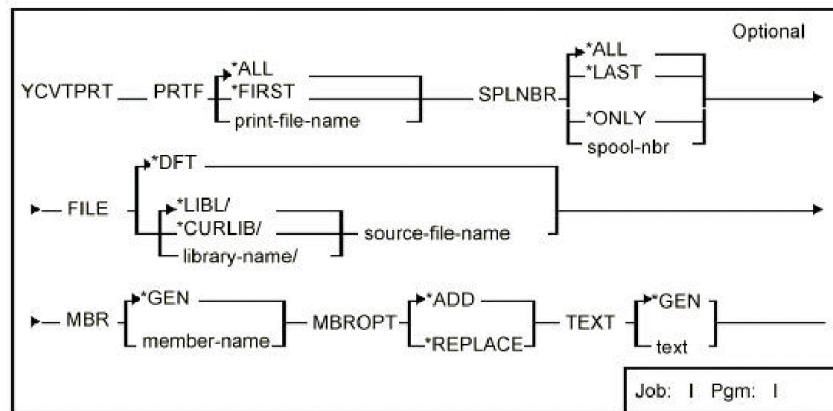 Optional
*ALL
*ALL
*LAST
YCVTPRT PRTF *FIRST SPLNBR
print-file-name
*ONLY
spool-nbr
*DFT
FILE
*LIBL/
*CURLIB/ source-file-name
library-name/
MBR *GEN MBROPT *ADD TEXT *GEN
member-name *REPLACE text
Job: I Pgm: I